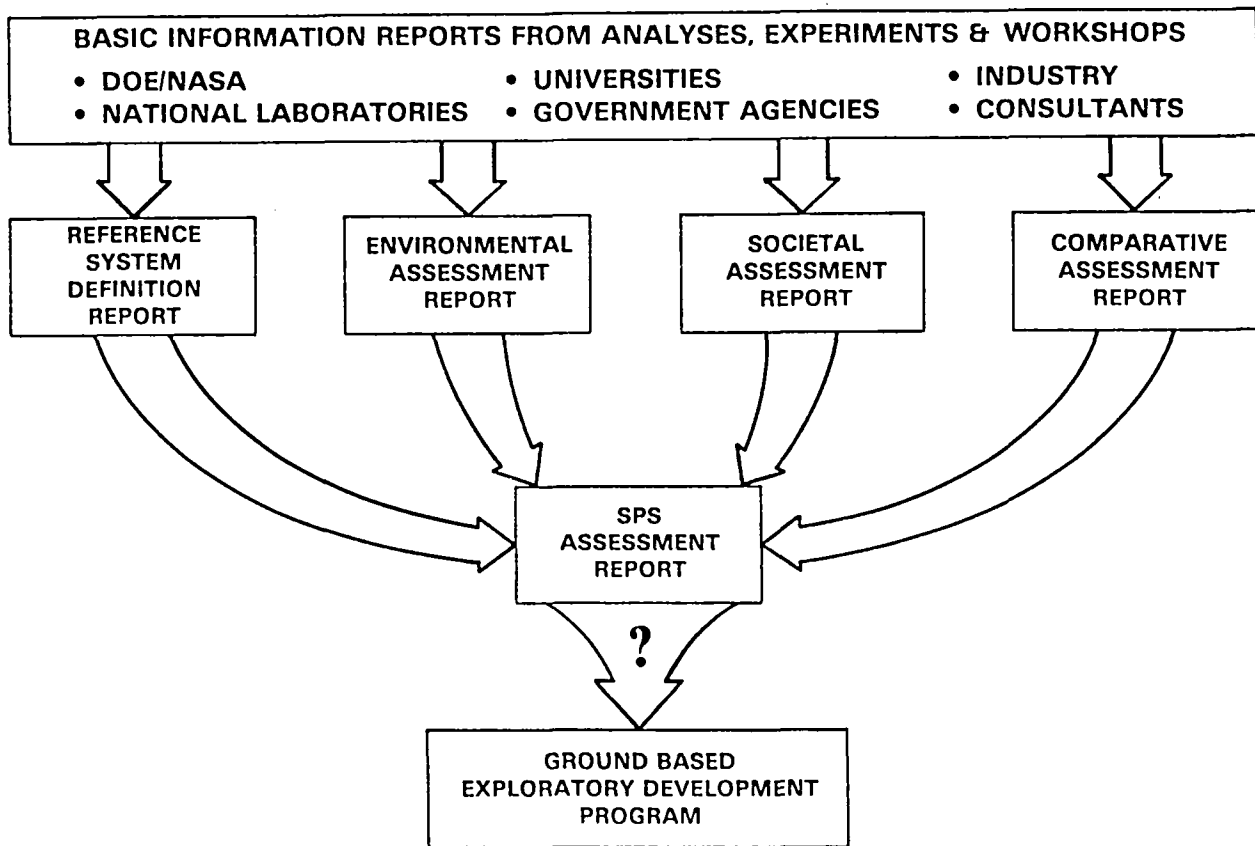 BASIC INFORMATION REPORTS FROM ANALYSES, EXPERIMENTS & WORKSHOPS
• DOE/NASA • UNIVERSITIES • INDUSTRY
• NATIONAL LABORATORIES • GOVERNMENT AGENCIES • CONSULTANTS
REFERENCE
SYSTEM
DEFINITION
REPORT
ENVIRONMENTAL
ASSESSMENT
REPORT
SOCIETAL
ASSESSMENT
REPORT
COMPARATIVE
ASSESSMENT
REPORT
SPS
ASSESSMENT
REPORT
?
GROUND BASED
EXPLORATORY DEVELOPMENT
PROGRAM